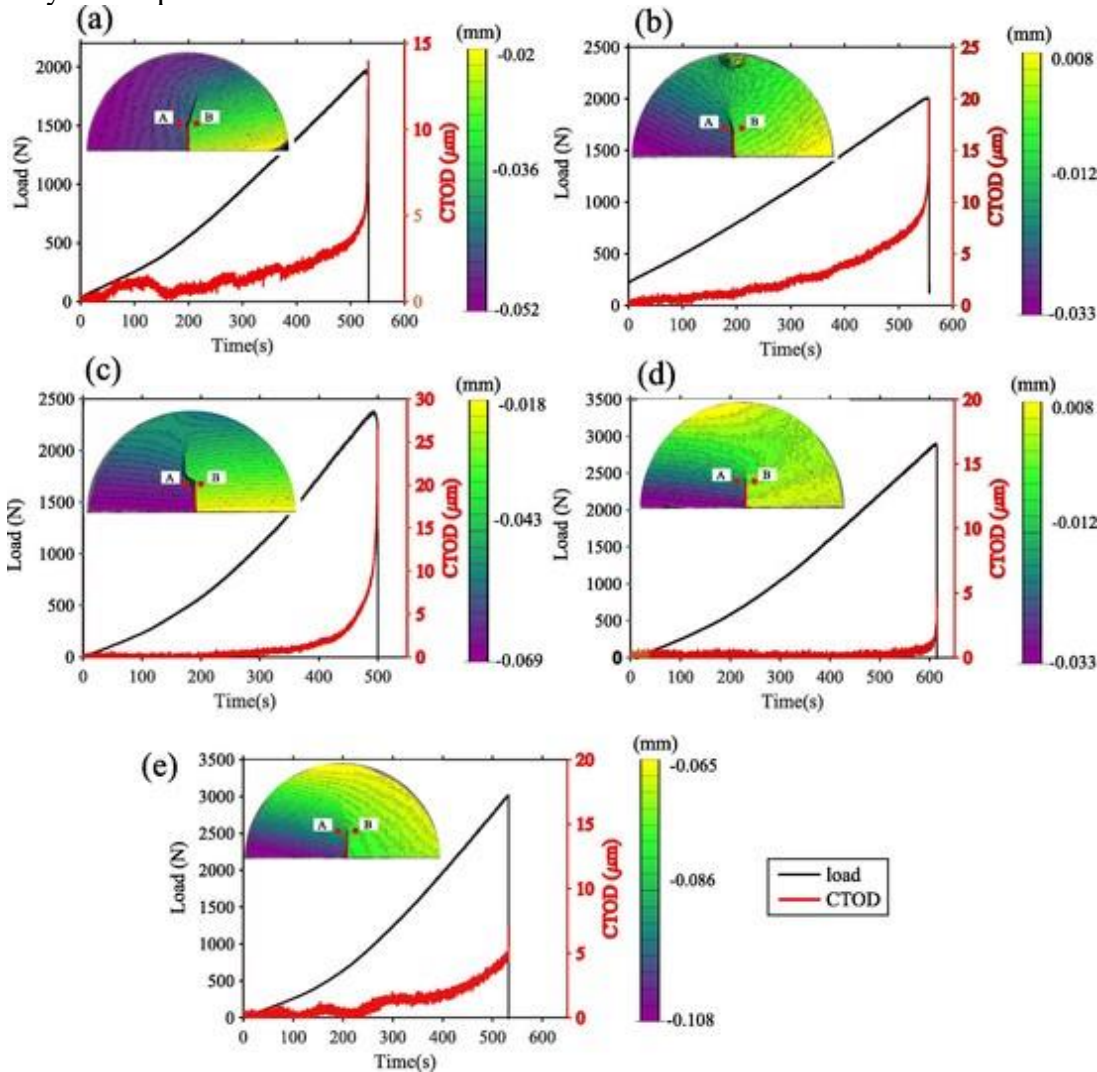 (a)
(mm)
-0.02
-0.036
-0.052
Load (N)
2000
1500
1000
500
0
A
B
15
10
5
0
CTOD (μm)
0 100 200 300 400 500 600
Time(s)
(b)
(mm)
0.008
-0.012
-0.033
Load (N)
2500
2000
1500
1000
500
0
A
B
25
20
15
10
5
0
CTOD (μm)
0 100 200 300 400 500 600
Time(s)
(c)
(mm)
-0.018
-0.043
-0.069
Load (N)
2500
2000
1500
1000
500
0
A
B
30
25
20
15
10
5
0
CTOD (μm)
0 100 200 300 400 500
Time(s)
(d)
(mm)
0.008
-0.012
-0.033
Load (N)
3500
3000
2500
2000
1500
1000
500
0
A
B
20
15
10
5
0
CTOD (μm)
0 100 200 300 400 500 600
Time(s)
(e)
(mm)
-0.065
-0.086
-0.108
Load (N)
3500
3000
2500
2000
1500
1000
500
0
A
B
20
15
10
5
0
CTOD (μm)
0 100 200 300 400 500 600
Time(s)
load
CTOD